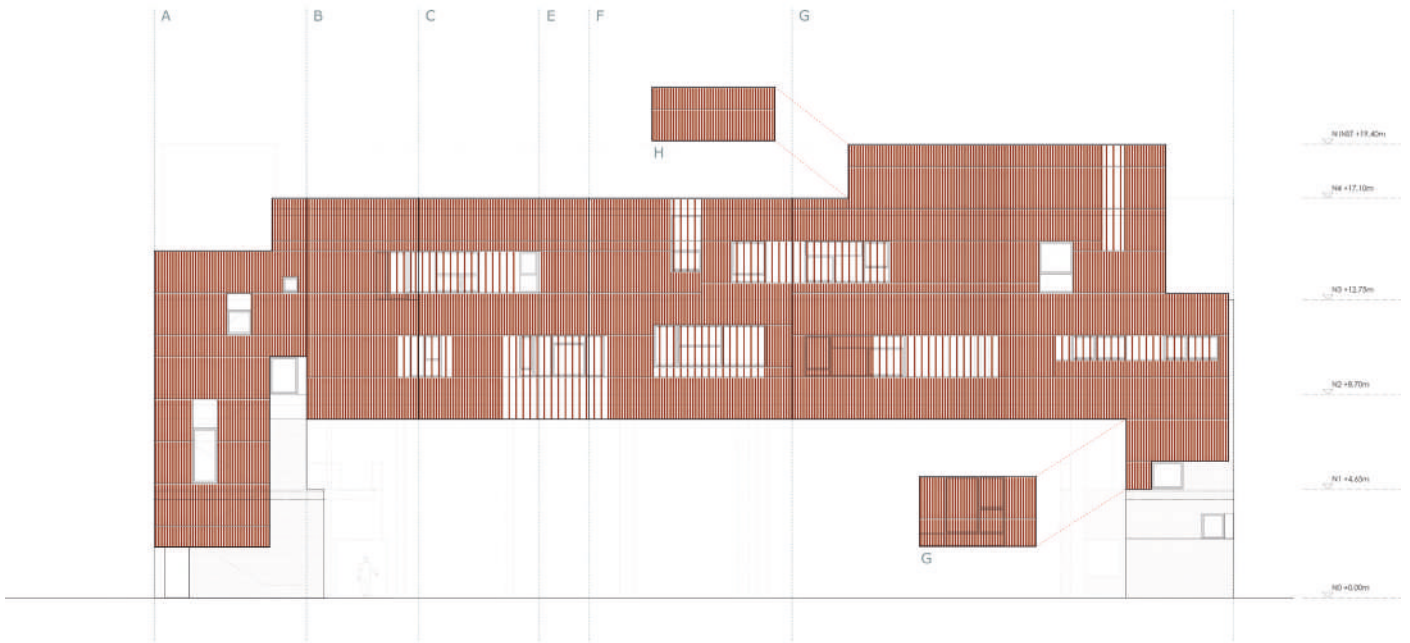 A B C E F G
H
N INST +19.40m
N4 +17.10m
N3 +12.75m
N2 +8.70m
N1 +4.65m
G
N0 +0.00m